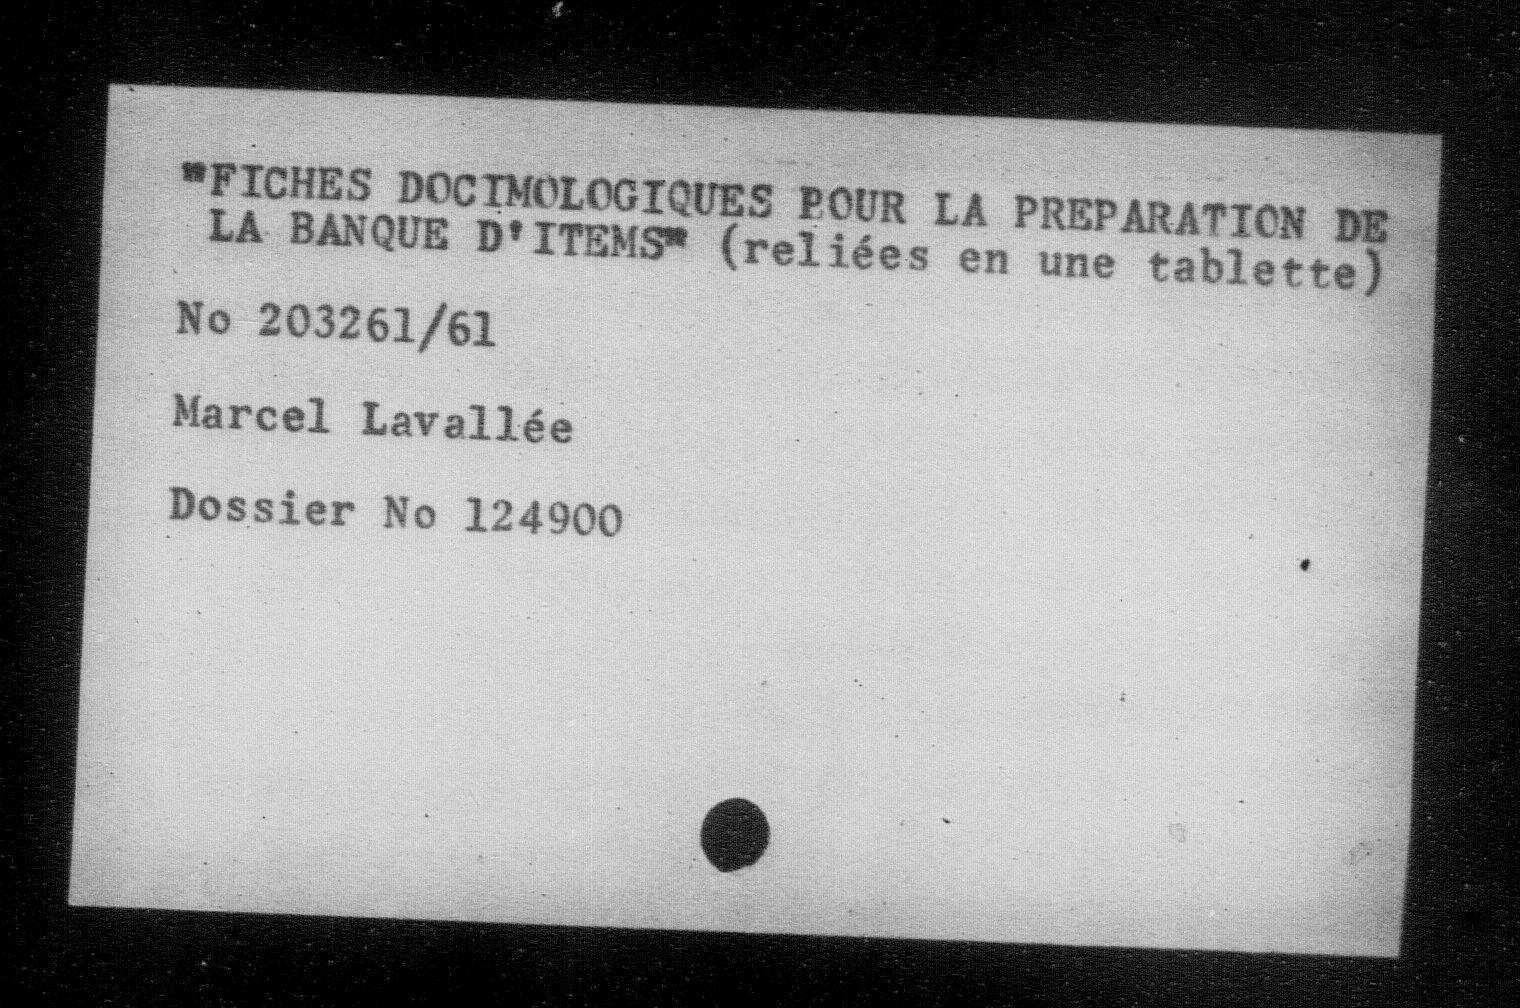 "FICHES DOCIMOLOGIQUES POUR LA PREPARATION DE
LA BANQUE D'ITEMS" (reliées en une tablette)
No 203261/61
Marcel Lavallée
Dossier No 124900